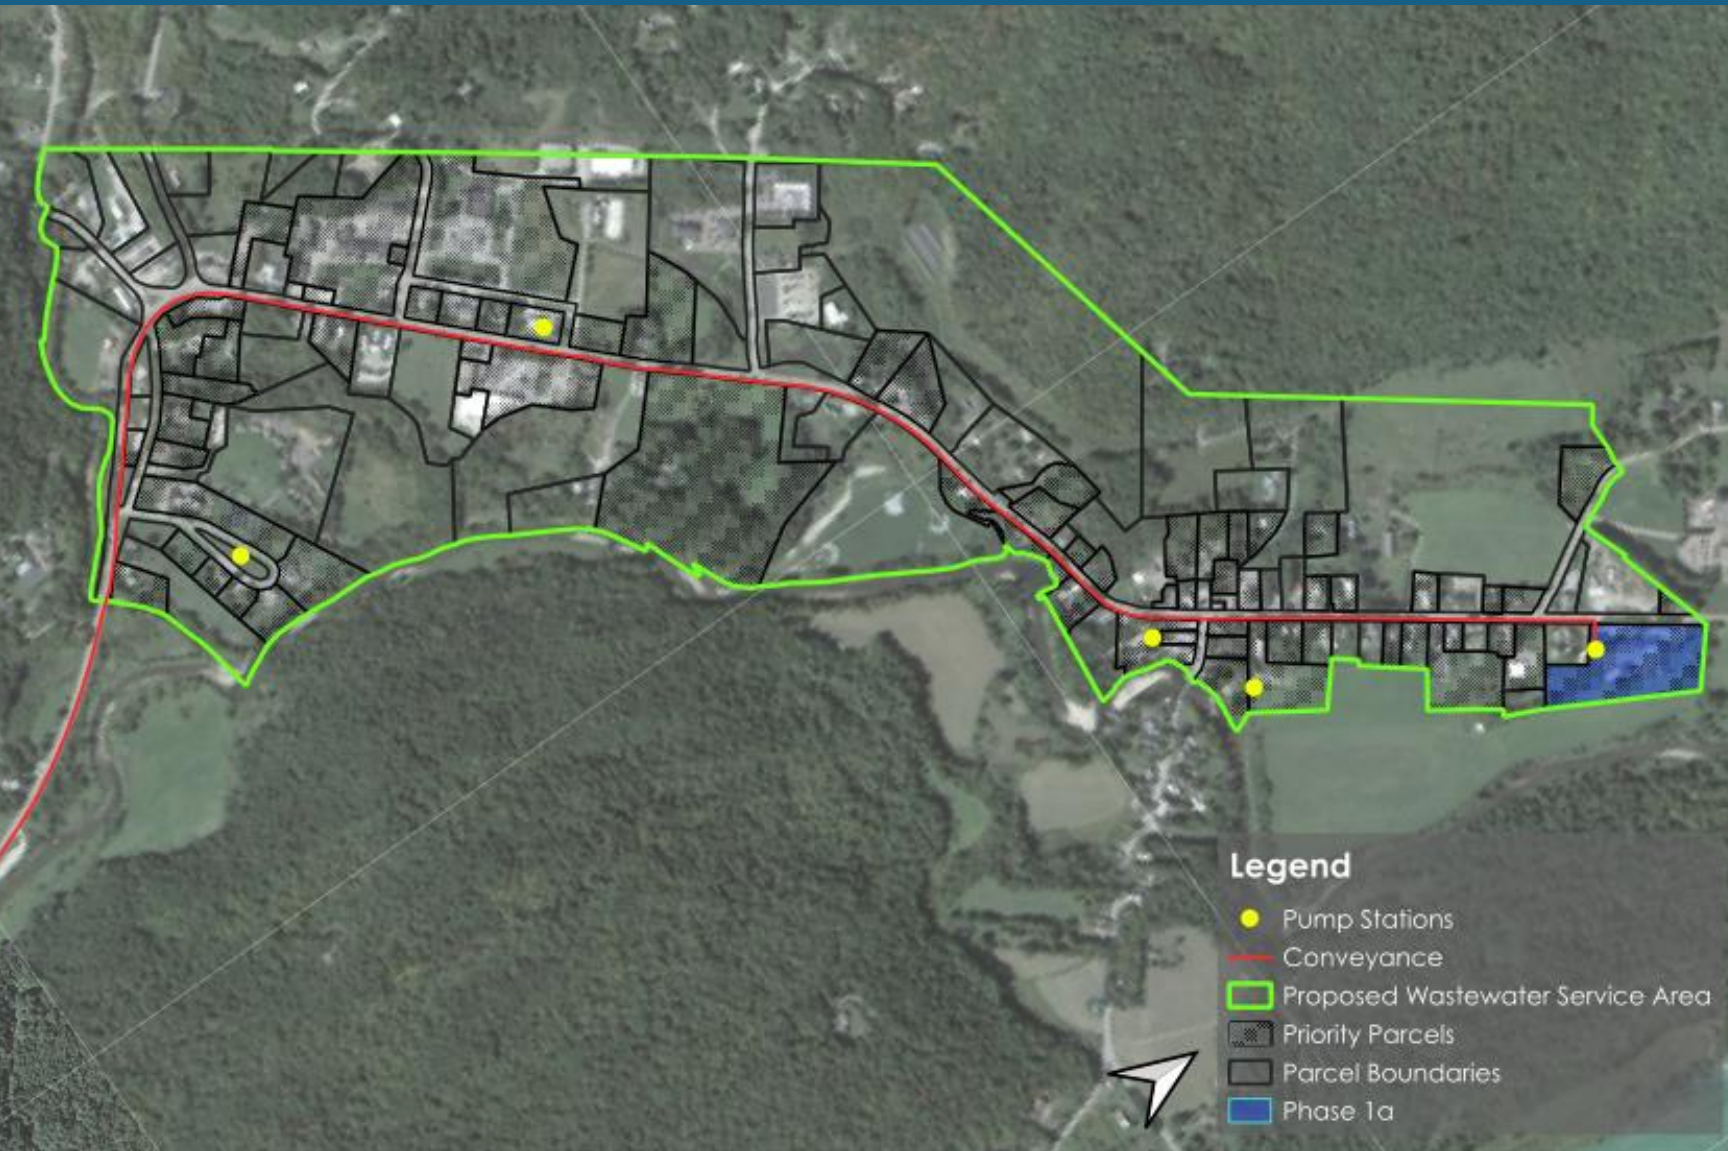 Legend
Pump Stations
Conveyance
Proposed Wastewater Service Area
Priority Parcels
Parcel Boundaries
Phase 1a